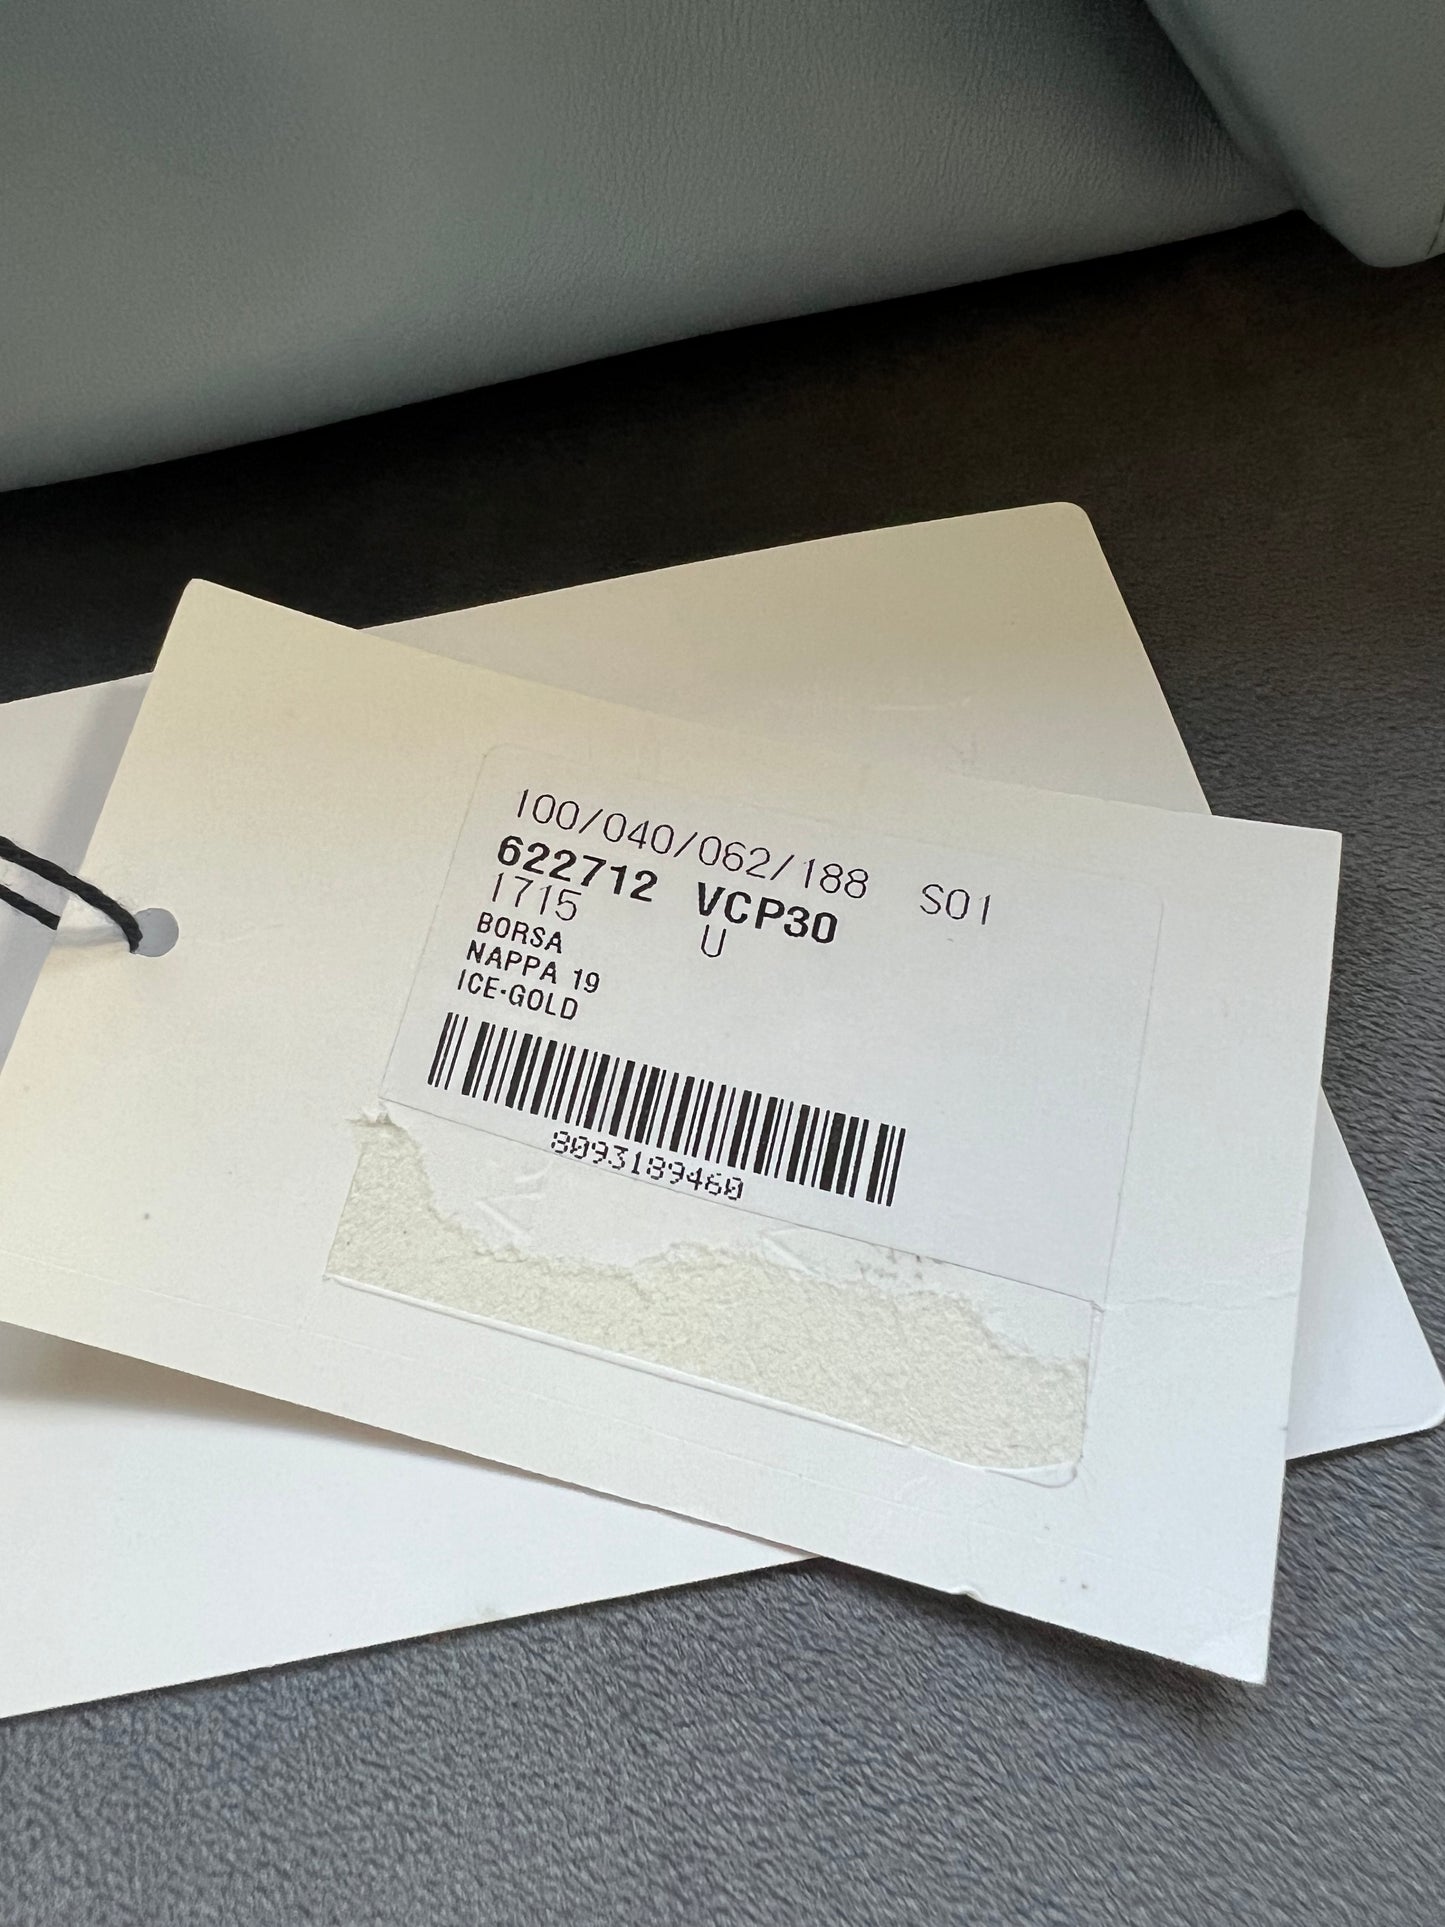 100/040/062/188 S01
622712 VCP30
1715 U
BORSA
NAPPA 19
ICE-GOLD
8093189460